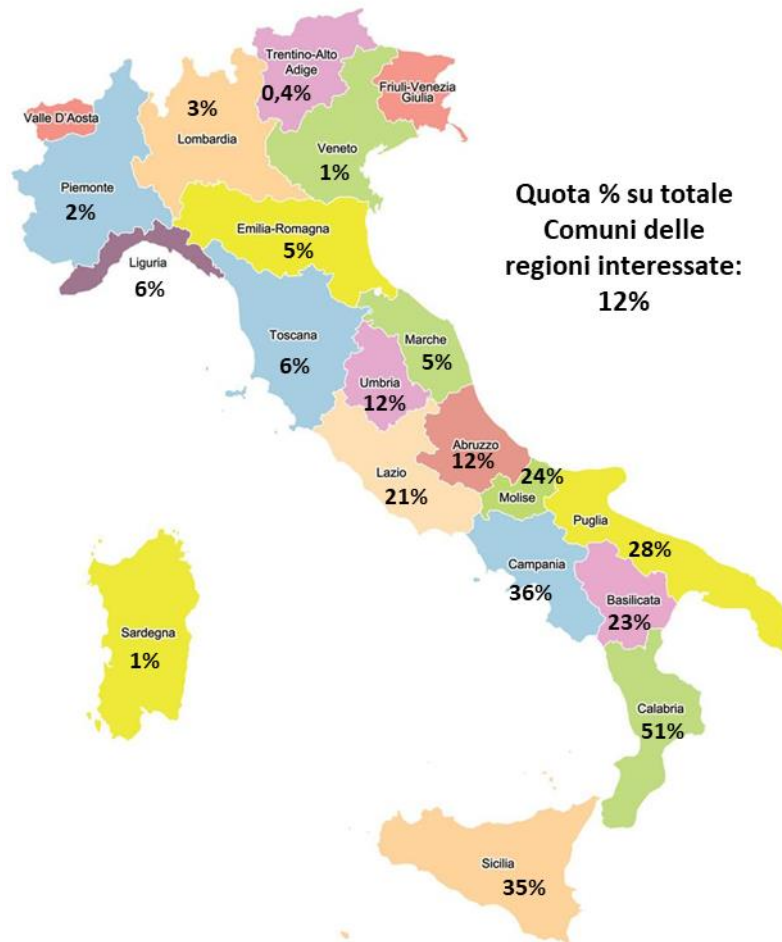 Trentino-Alto
Adige
0,4%
Friuli-Venezia
Giulia
3%
Lombardia
Valle D'Aosta
Veneto
1%
Piemonte
2%
Quota % su totale
Comuni delle
regioni interessate:
12%
Emilia-Romagna
5%
Liguria
6%
Toscana
6%
Marche
5%
Umbria
12%
Abruzzo
12%
Lazio
21%
24%
Molise
Puglia
28%
Campania
36%
Basilicata
23%
Sardegna
1%
Calabria
51%
Sicilia
35%